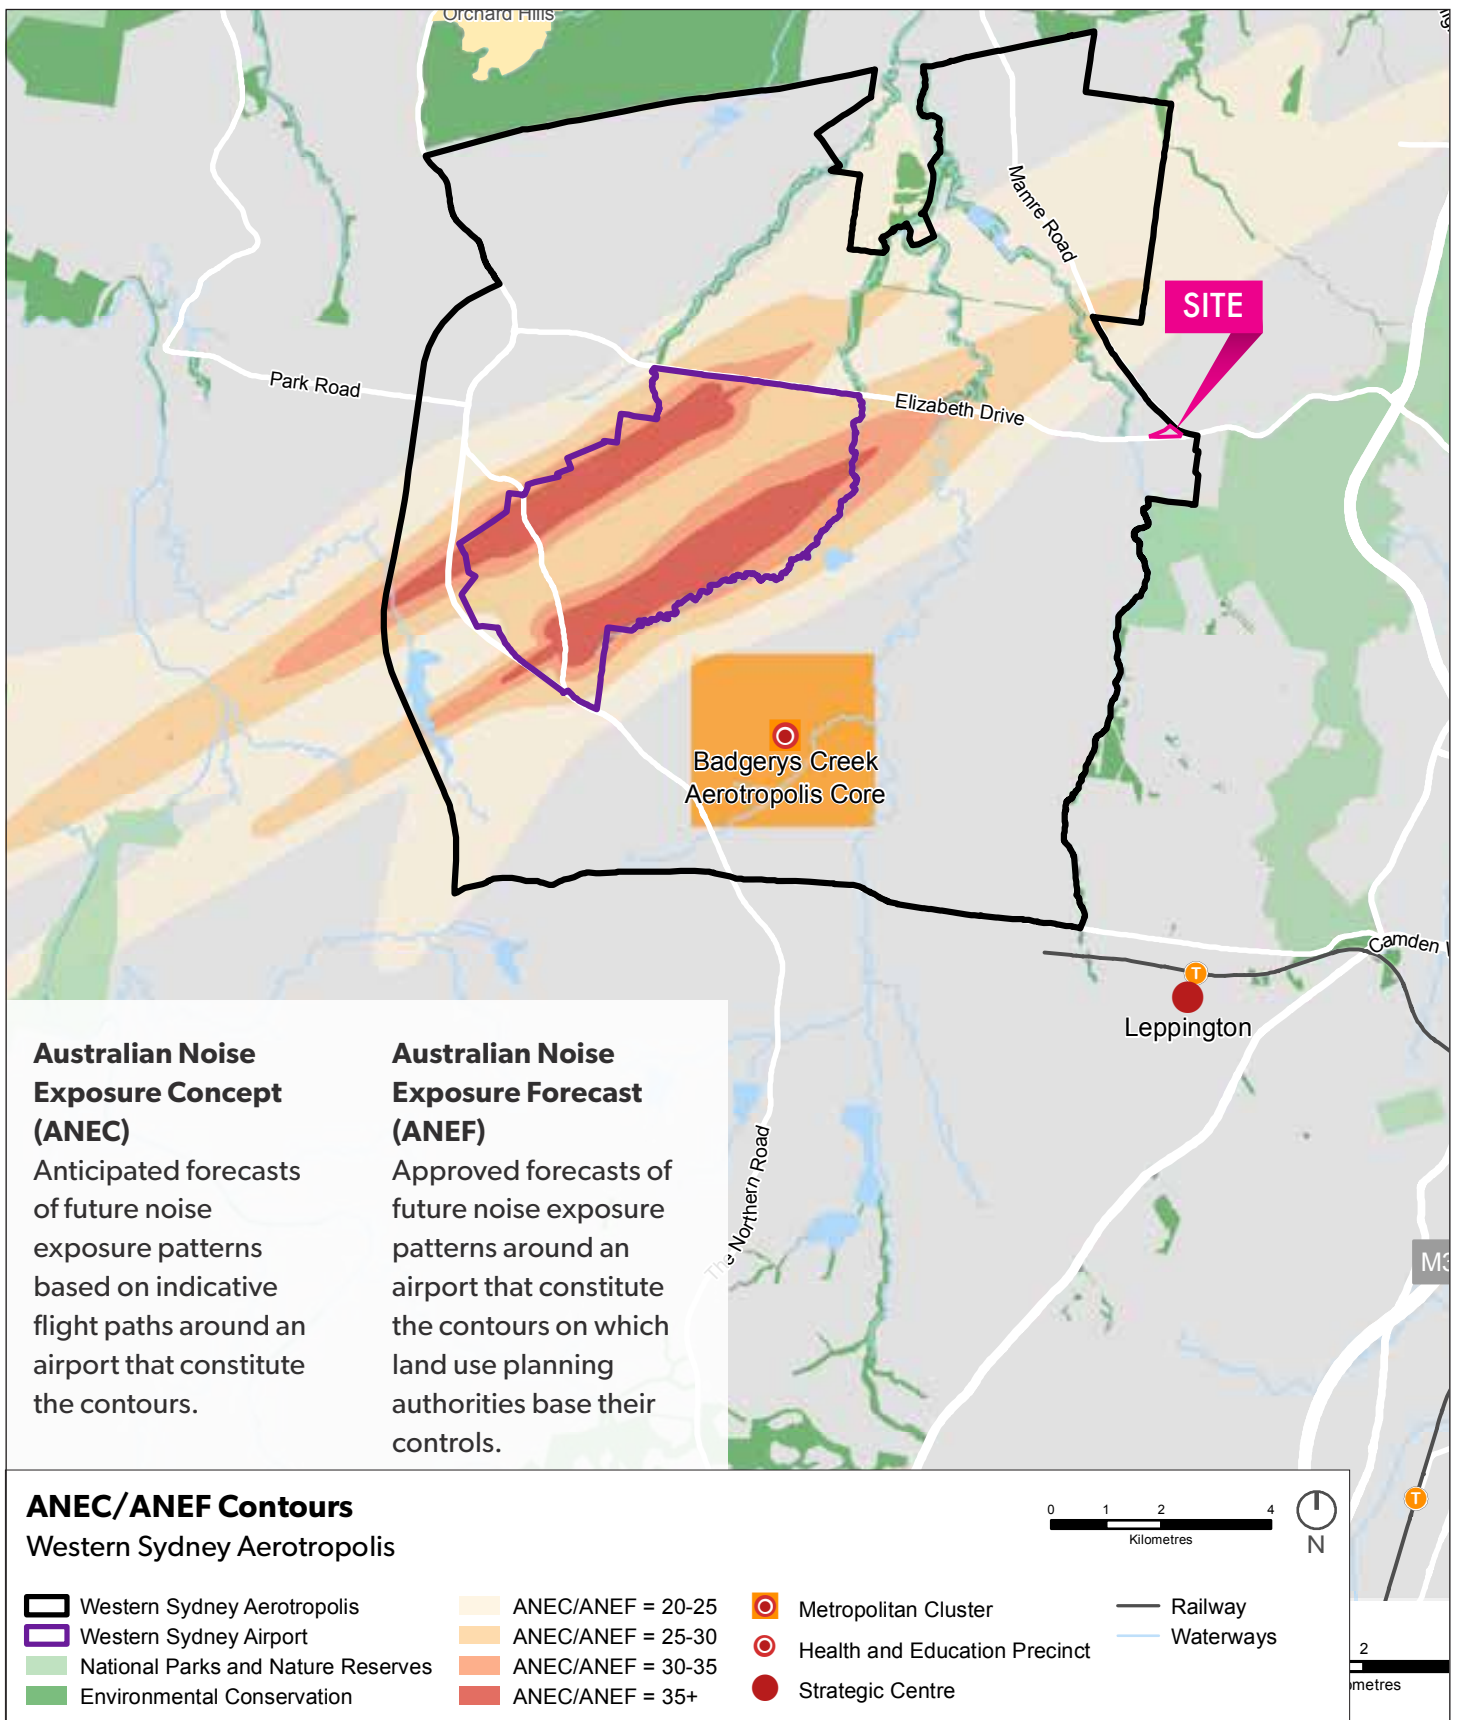 Orchard Hills
Mamre Road
SITE
Park Road
Elizabeth Drive
Badgerys Creek
Aerotropolis Core
Camden
T
Leppington
The Northern Road
M3
T
Australian Noise
Exposure Concept
(ANEC)
Anticipated forecasts
of future noise
exposure patterns
based on indicative
flight paths around an
airport that constitute
the contours.
Australian Noise
Exposure Forecast
(ANEF)
Approved forecasts of
future noise exposure
patterns around an
airport that constitute
the contours on which
land use planning
authorities base their
controls.
ANEC/ANEF Contours
Western Sydney Aerotropolis
0 1 2 4
Kilometres
N
Western Sydney Aerotropolis
Western Sydney Airport
National Parks and Nature Reserves
Environmental Conservation
ANEC/ANEF = 20-25
ANEC/ANEF = 25-30
ANEC/ANEF = 30-35
ANEC/ANEF = 35+
Metropolitan Cluster
Health and Education Precinct
Strategic Centre
Railway
Waterways
2
ometres